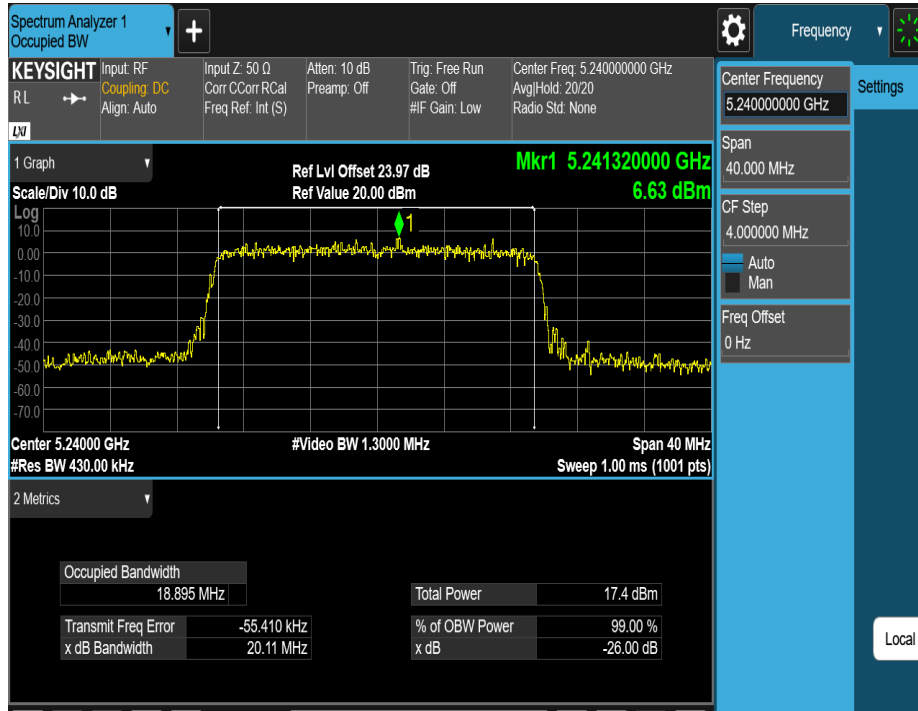 Spectrum Analyzer 1
Occupied BW
+
Frequency
KEYSIGHT
R L
LXI
Input: RF
Coupling: DC
Align: Auto
Input Z: 50 Ω
Corr CCorr RCal
Freq Ref: Int (S)
Atten: 10 dB
Preamp: Off
Trig: Free Run
Gate: Off
#IF Gain: Low
Center Freq: 5.240000000 GHz
Avg|Hold: 20/20
Radio Std: None
Center Frequency
5.240000000 GHz
Settings
Span
40.000 MHz
CF Step
4.000000 MHz
Auto
Man
Freq Offset
0 Hz
Local
1 Graph
Scale/Div 10.0 dB
Ref Lvl Offset 23.97 dB
Ref Value 20.00 dBm
Mkr1 5.241320000 GHz
6.63 dBm
Log
10.0
0.00
-10.0
-20.0
-30.0
-40.0
-50.0
-60.0
-70.0
1
Center 5.24000 GHz
#Video BW 1.3000 MHz
Span 40 MHz
#Res BW 430.00 kHz
Sweep 1.00 ms (1001 pts)
2 Metrics
Occupied Bandwidth
18.895 MHz
Total Power 17.4 dBm
Transmit Freq Error -55.410 kHz
% of OBW Power 99.00 %
x dB Bandwidth 20.11 MHz
x dB -26.00 dB